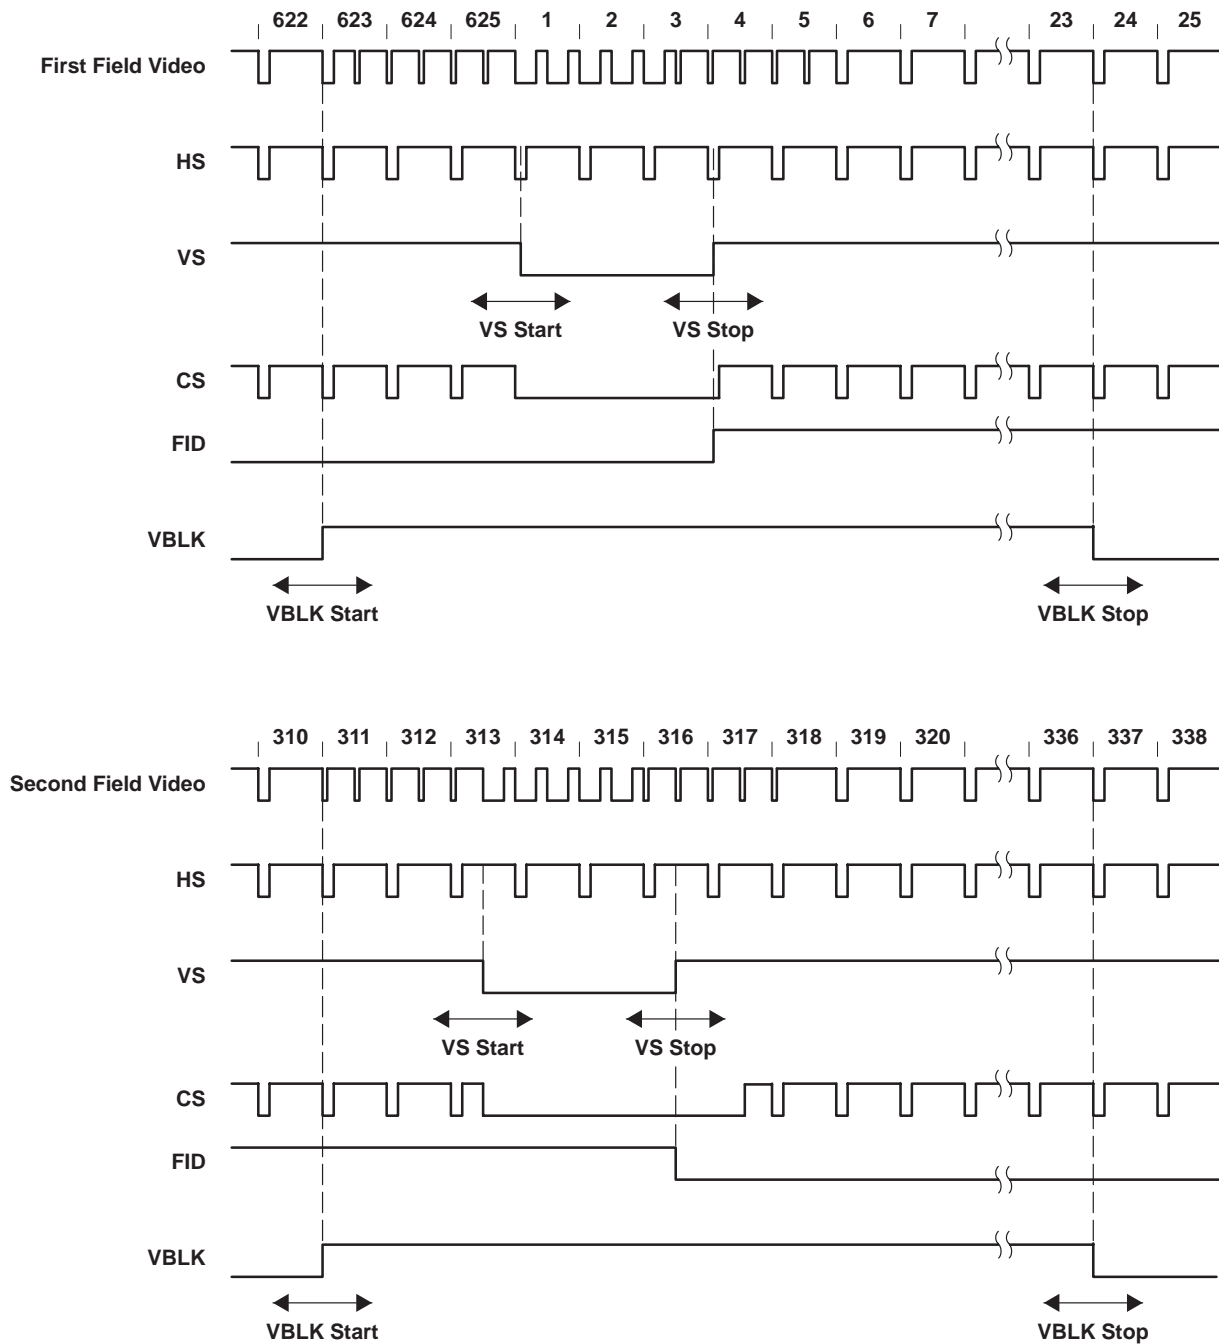 622 623 624 625 1 2 3 4 5 6 7 23 24 25
First Field Video
HS
VS
VS Start VS Stop
CS
FID
VBLK
VBLK Start VBLK Stop
310 311 312 313 314 315 316 317 318 319 320 336 337 338
Second Field Video
HS
VS
VS Start VS Stop
CS
FID
VBLK
VBLK Start VBLK Stop